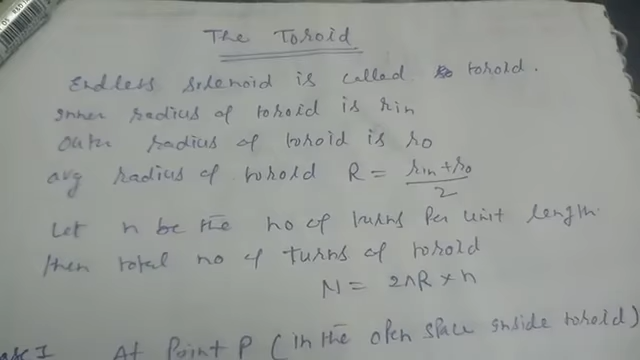 The Toroid
Endless solenoid is called toroid.
inner radius of toroid is rin
outer radius of toroid is ro
avg radius of toroid R = rin + ro / 2
Let n be the no of turns per unit length.
then total no of turns of toroid
N = 2πR × n
Case I At point P (in the open space inside toroid)